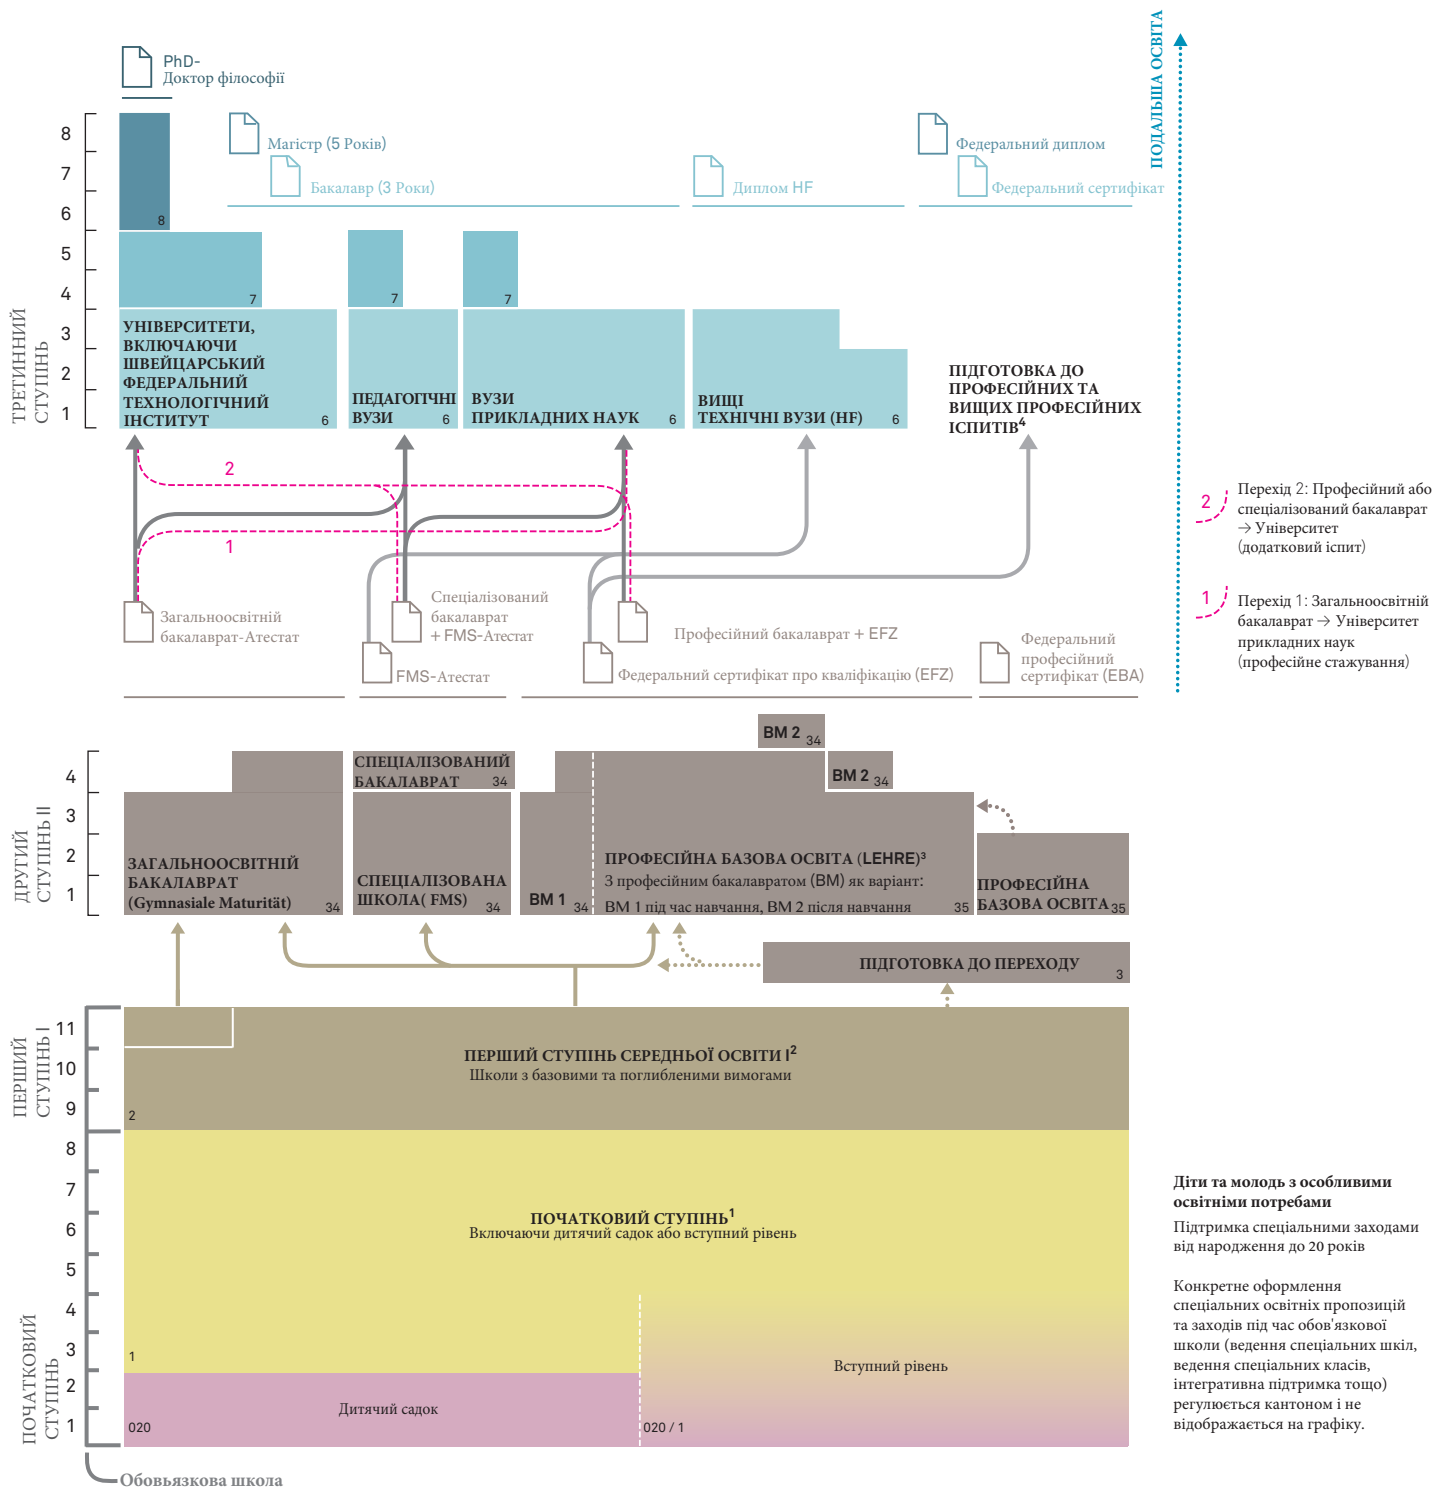 PhD-
Доктор філософії
ПОДАЛЬША ОСВІТА
Магістр (5 Років)
Бакалавр (3 Роки)
Диплом HF
Федеральний диплом
Федеральний сертифікат
ТРЕТИННИЙ
СТУПІНЬ
8
7
6
5
4
3
2
1
8
7
7
7
УНІВЕРСИТЕТИ,
ВКЛЮЧАЮЧИ
ШВЕЙЦАРСЬКИЙ
ФЕДЕРАЛЬНИЙ
ТЕХНОЛОГІЧНИЙ
ІНСТИТУТ
6
ПЕДАГОГІЧНІ
ВУЗИ
6
ВУЗИ
ПРИКЛАДНИХ НАУК
6
ВИЩІ
ТЕХНІЧНІ ВУЗИ (HF)
6
ПІДГОТОВКА ДО
ПРОФЕСІЙНИХ ТА
ВИЩИХ ПРОФЕСІЙНИХ
ІСПИТІВ4
2
1
2
Перехід 2: Професійний або
спеціалізований бакалаврат
→ Університет
(додатковий іспит)
1
Перехід 1: Загальноосвітній
бакалаврат → Університет
прикладних наук
(професійне стажування)
Загальноосвітній
бакалаврат-Атестат
Спеціалізований
бакалаврат
+ FMS-Атестат
FMS-Атестат
Професійний бакалаврат + EFZ
Федеральний сертифікат про кваліфікацію (EFZ)
Федеральний
професійний
сертифікат (EBA)
ДРУГИЙ
СТУПІНЬ II
4
3
2
1
ЗАГАЛЬНООСВІТНІЙ
БАКАЛАВРАТ
(Gymnasiale Maturität)
34
СПЕЦІАЛІЗОВАНИЙ
БАКАЛАВРАТ
34
СПЕЦІАЛІЗОВАНА
ШКОЛА( FMS)
34
BM 1
34
BM 2
34
BM 2
34
ПРОФЕСІЙНА БАЗОВА ОСВІТА (LEHRE)3
З професійним бакалавратом (BM) як варіант:
BM 1 під час навчання, BM 2 після навчання
35
ПРОФЕСІЙНА
БАЗОВА ОСВІТА
35
ПІДГОТОВКА ДО ПЕРЕХОДУ
3
ПЕРШИЙ
СТУПІНЬ I
11
10
9
ПЕРШИЙ СТУПІНЬ СЕРЕДНЬОЇ ОСВІТИ I2
Школи з базовими та поглибленими вимогами
2
ПОЧАТКОВИЙ
СТУПІНЬ
8
7
6
5
4
3
2
1
ПОЧАТКОВИЙ СТУПІНЬ1
Включаючи дитячий садок або вступний рівень
1
Вступний рівень
Дитячий садок
020
020 / 1
Обовьязкова школа
Діти та молодь з особливими
освітніми потребами
Підтримка спеціальними заходами
від народження до 20 років
Конкретне оформлення
спеціальних освітніх пропозицій
та заходів під час обов'язкової
школи (ведення спеціальних шкіл,
ведення спеціальних класів,
інтегративна підтримка тощо)
регулюється кантоном і не
відображається на графіку.